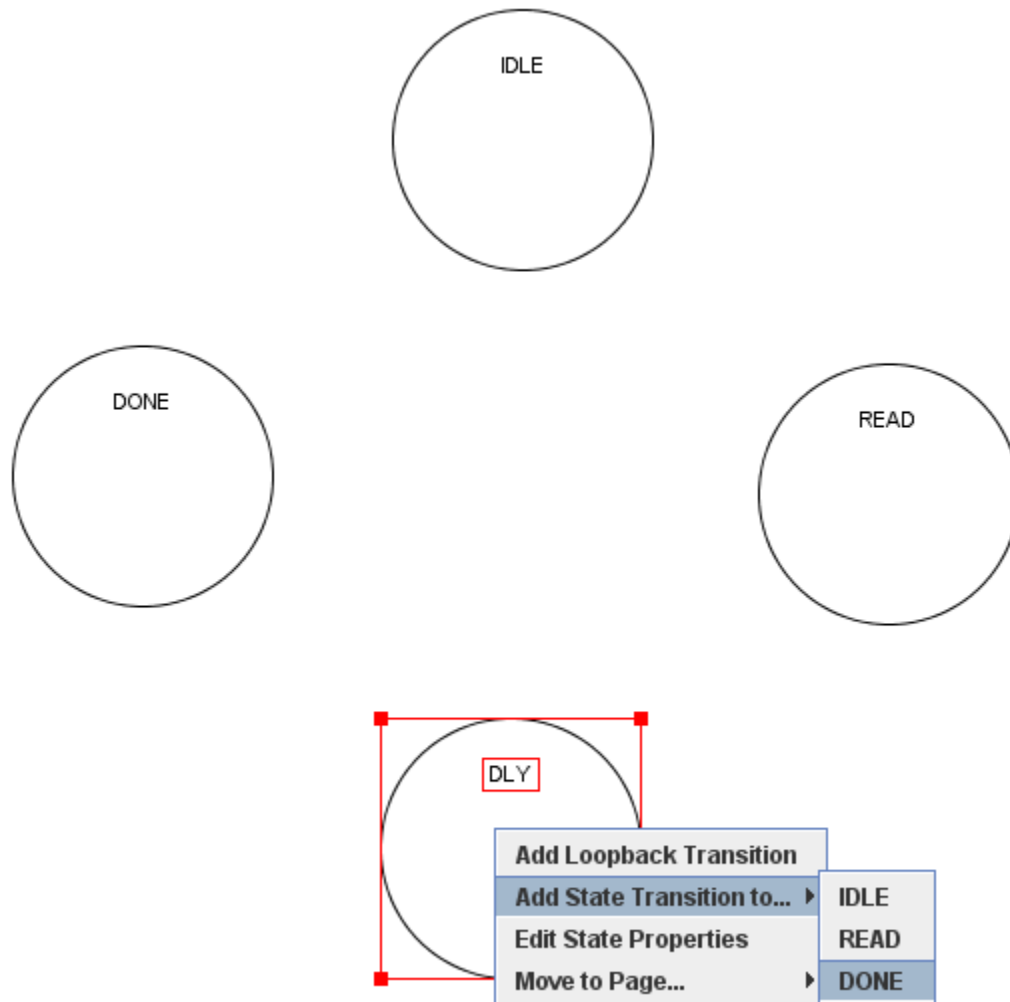 IDLE
DONE
READ
DLY
Add Loopback Transition
Add State Transition to...
IDLE
Edit State Properties
READ
Move to Page...
DONE